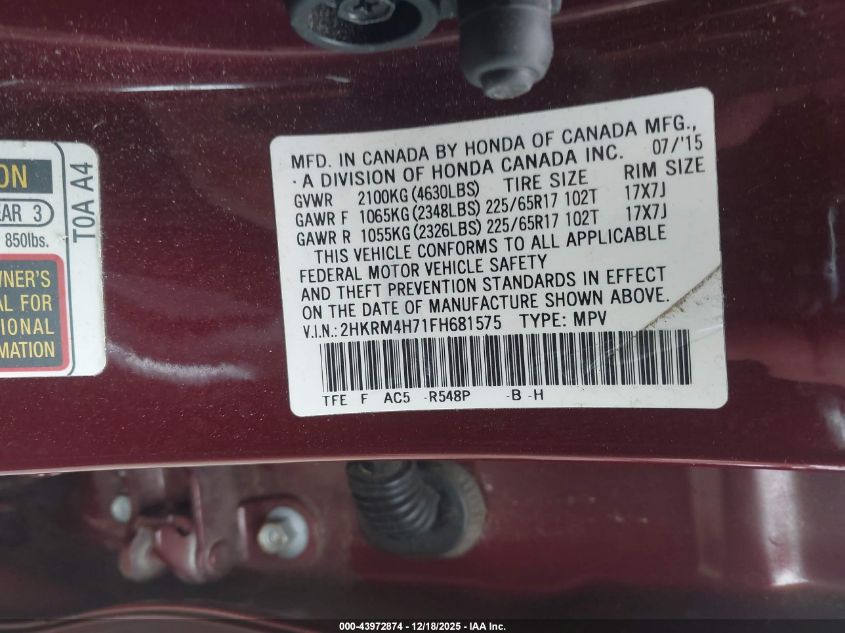 ON
EAR 3
850lbs.
TOA A4
WNER'S
AL FOR
IONAL
MATION
MFD. IN CANADA BY HONDA OF CANADA MFG.,
A DIVISION OF HONDA CANADA INC. 07/'15
GVWR 2100KG (4630LBS) TIRE SIZE RIM SIZE
GAWR F 1065KG (2348LBS) 225/65R17 102T 17X7J
GAWR R 1055KG (2326LBS) 225/65R17 102T 17X7J
THIS VEHICLE CONFORMS TO ALL APPLICABLE
FEDERAL MOTOR VEHICLE SAFETY
AND THEFT PREVENTION STANDARDS IN EFFECT
ON THE DATE OF MANUFACTURE SHOWN ABOVE.
V.I.N.: 2HKRM4H71FH681575 TYPE: MPV
TFE F AC5 -R548P -B -H
000-43972874 | 12/18/2025 - IAA Inc.